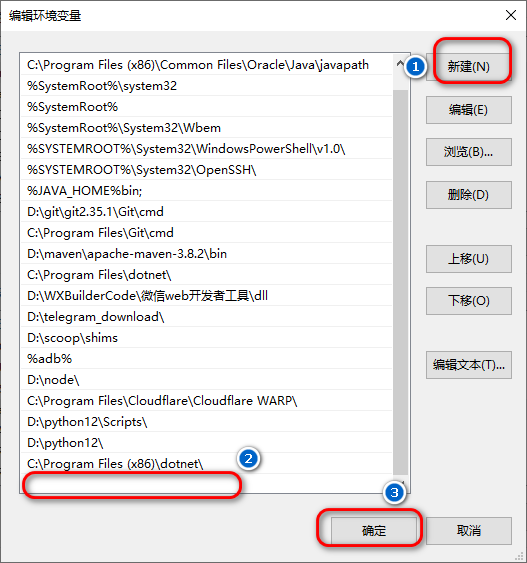 编辑环境变量
C:\Program Files (x86)\Common Files\Oracle\Java\javapath
%SystemRoot%\system32
%SystemRoot%
%SystemRoot%\System32\Wbem
%SYSTEMROOT%\System32\WindowsPowerShell\v1.0\
%SYSTEMROOT%\System32\OpenSSH\
%JAVA_HOME%bin;
D:\git\git2.35.1\Git\cmd
C:\Program Files\Git\cmd
D:\maven\apache-maven-3.8.2\bin
C:\Program Files\dotnet\
D:\WXBuilderCode\微信web开发者工具\dll
D:\telegram_download\
D:\scoop\shims
%adb%
D:\node\
C:\Program Files\Cloudflare\Cloudflare WARP\
D:\python12\Scripts\
D:\python12\
C:\Program Files (x86)\dotnet\
1
新建(N)
编辑(E)
浏览(B)...
删除(D)
上移(U)
下移(O)
编辑文本(T)...
2
3
确定
取消